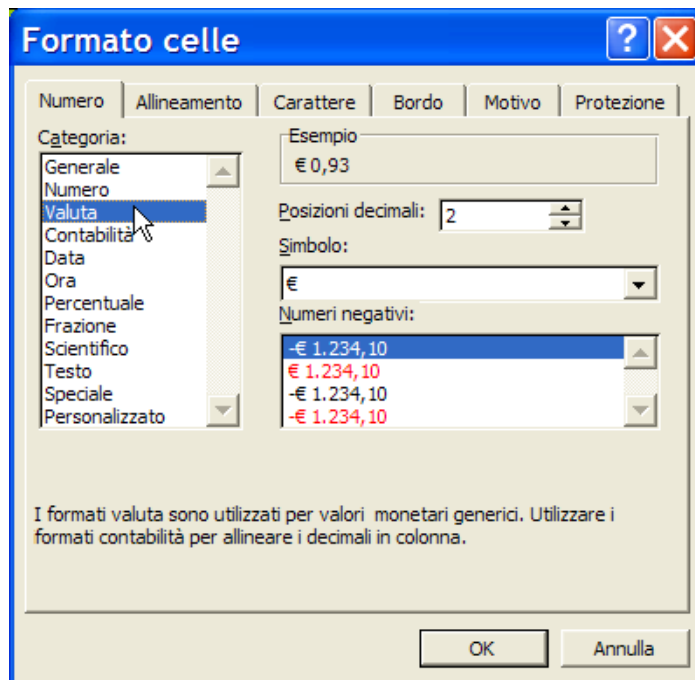 Formato celle
Numero
Allineamento
Carattere
Bordo
Motivo
Protezione
Categoria:
Generale
Numero
Valuta
Contabilità
Data
Ora
Percentuale
Frazione
Scientifico
Testo
Speciale
Personalizzato
Esempio
€ 0,93
Posizioni decimali: 2
Simbolo:
€
Numeri negativi:
-€ 1.234,10
€ 1.234,10
-€ 1.234,10
-€ 1.234,10
I formati valuta sono utilizzati per valori monetari generici. Utilizzare i
formati contabilità per allineare i decimali in colonna.
OK
Annulla